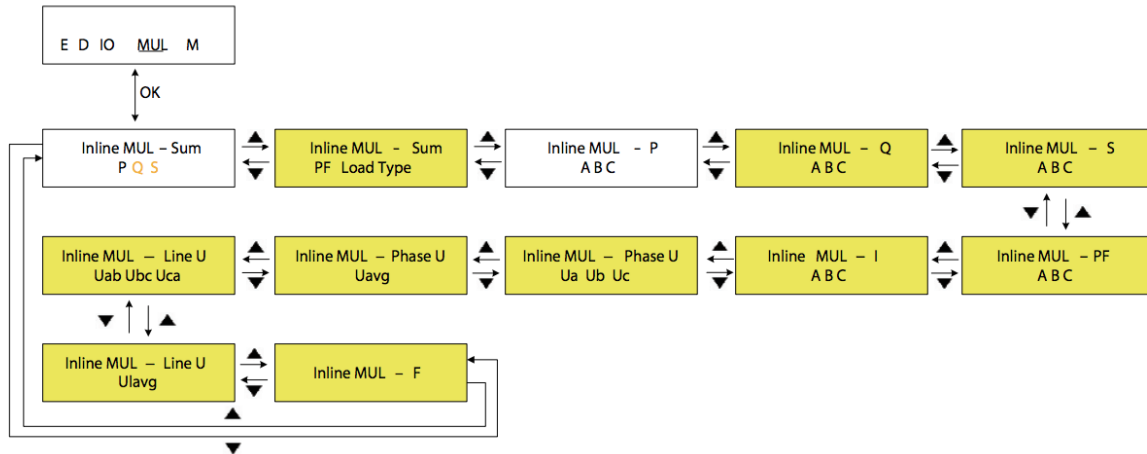 E D IO MUL M
OK
Inline MUL – Sum
P Q S
Inline MUL – Sum
PF Load Type
Inline MUL - P
A B C
Inline MUL – Q
A B C
Inline MUL – S
A B C
Inline MUL – Line U
Uab Ubc Uca
Inline MUL – Phase U
Uavg
Inline MUL – Phase U
Ua Ub Uc
Inline MUL – I
A B C
Inline MUL – PF
A B C
Inline MUL – Line U
Ulavg
Inline MUL – F